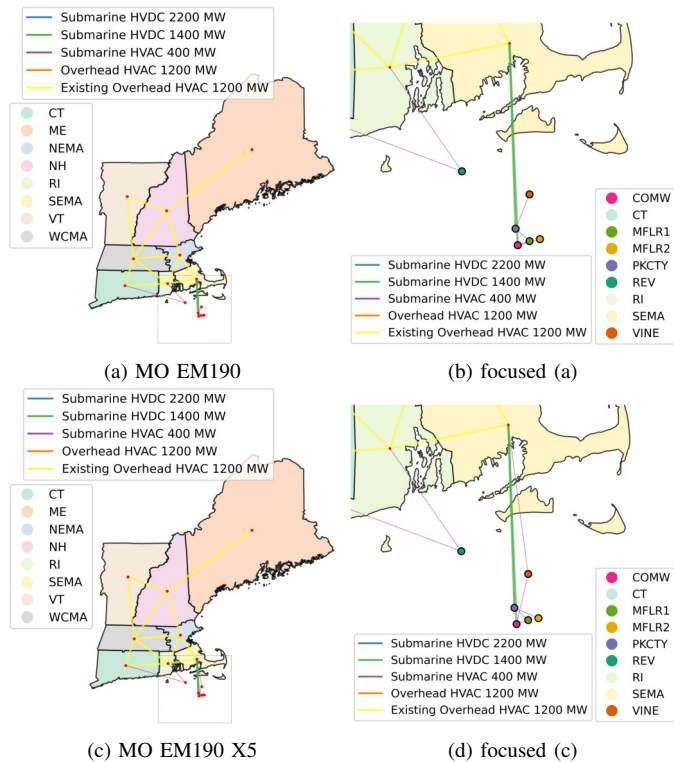 Submarine HVDC 2200 MW
Submarine HVDC 1400 MW
Submarine HVAC 400 MW
Overhead HVAC 1200 MW
Existing Overhead HVAC 1200 MW
CT
ME
NEMA
NH
RI
SEMA
VT
WCMA
(a) MO EM190
COMW
CT
MFLR1
MFLR2
PKCTY
REV
RI
SEMA
VINE
Submarine HVDC 2200 MW
Submarine HVDC 1400 MW
Submarine HVAC 400 MW
Overhead HVAC 1200 MW
Existing Overhead HVAC 1200 MW
(b) focused (a)
Submarine HVDC 2200 MW
Submarine HVDC 1400 MW
Submarine HVAC 400 MW
Overhead HVAC 1200 MW
Existing Overhead HVAC 1200 MW
CT
ME
NEMA
NH
RI
SEMA
VT
WCMA
(c) MO EM190 X5
COMW
CT
MFLR1
MFLR2
PKCTY
REV
RI
SEMA
VINE
Submarine HVDC 2200 MW
Submarine HVDC 1400 MW
Submarine HVAC 400 MW
Overhead HVAC 1200 MW
Existing Overhead HVAC 1200 MW
(d) focused (c)